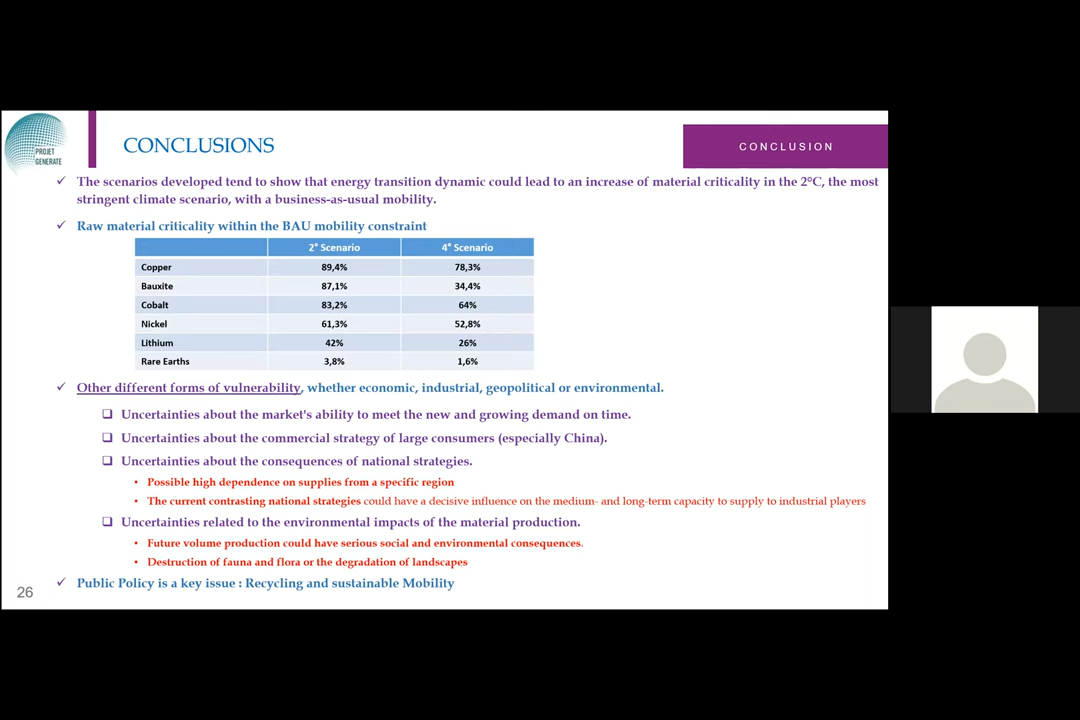 PROJET
GENERATE
CONCLUSIONS
CONCLUSION
✓ The scenarios developed tend to show that energy transition dynamic could lead to an increase of material criticality in the 2°C, the most
stringent climate scenario, with a business-as-usual mobility.
✓ Raw material criticality within the BAU mobility constraint
2° Scenario 4° Scenario
Copper 89,4% 78,3%
Bauxite 87,1% 34,4%
Cobalt 83,2% 64%
Nickel 61,3% 52,8%
Lithium 42% 26%
Rare Earths 3,8% 1,6%
✓ Other different forms of vulnerability, whether economic, industrial, geopolitical or environmental.
❑ Uncertainties about the market's ability to meet the new and growing demand on time.
❑ Uncertainties about the commercial strategy of large consumers (especially China).
❑ Uncertainties about the consequences of national strategies.
• Possible high dependence on supplies from a specific region
• The current contrasting national strategies could have a decisive influence on the medium- and long-term capacity to supply to industrial players
❑ Uncertainties related to the environmental impacts of the material production.
• Future volume production could have serious social and environmental consequences.
• Destruction of fauna and flora or the degradation of landscapes
✓ Public Policy is a key issue : Recycling and sustainable Mobility
26